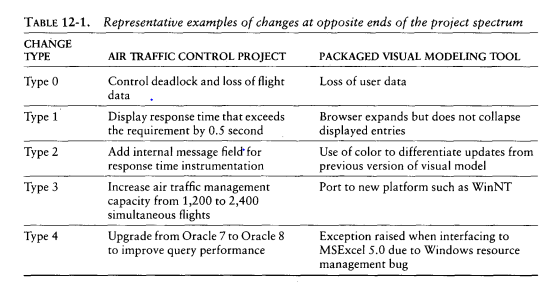 TABLE 12-1. Representative examples of changes at opposite ends of the project spectrum
CHANGE
TYPE AIR TRAFFIC CONTROL PROJECT PACKAGED VISUAL MODELING TOOL
Type 0 Control deadlock and loss of flight Loss of user data
data
Type 1 Display response time that exceeds Browser expands but does not collapse
the requirement by 0.5 second displayed entries
Type 2 Add internal message field for Use of color to differentiate updates from
response time instrumentation previous version of visual model
Type 3 Increase air traffic management Port to new platform such as WinNT
capacity from 1,200 to 2,400
simultaneous flights
Type 4 Upgrade from Oracle 7 to Oracle 8 Exception raised when interfacing to
to improve query performance MSExcel 5.0 due to Windows resource
management bug